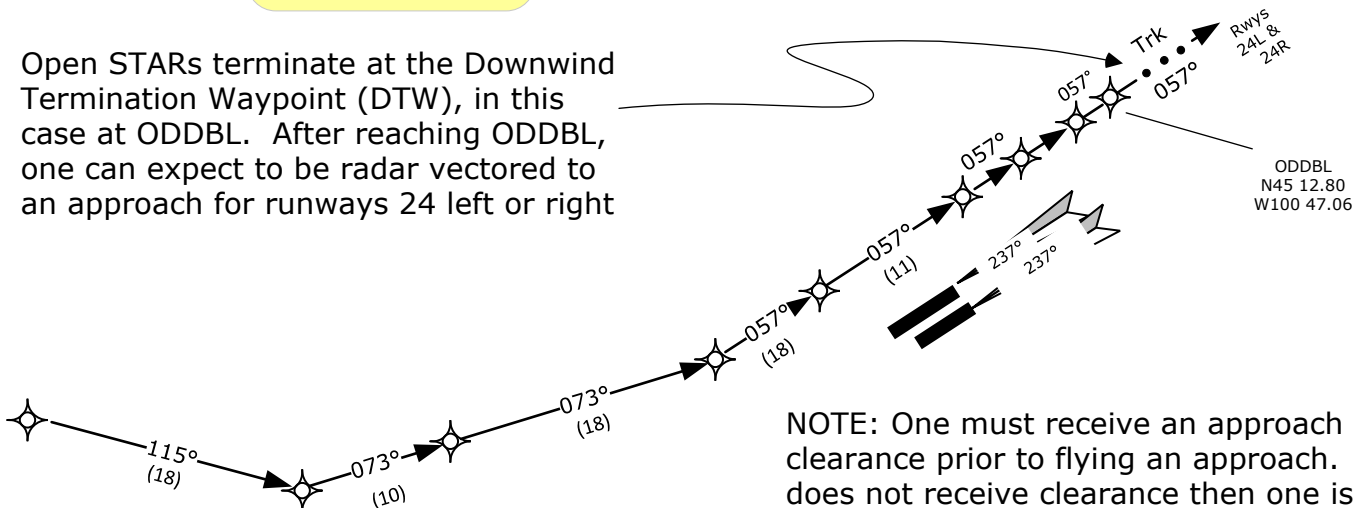 Open STARs terminate at the Downwind
Termination Waypoint (DTW), in this
case at ODDBL. After reaching ODDBL,
one can expect to be radar vectored to
an approach for runways 24 left or right
Trk
Rwys
24L &
24R
057°
057°
057°
ODDBL
N45 12.80
W100 47.06
057°
(11)
237°
237°
057°
(18)
073°
(18)
115°
(18)
073°
(10)
NOTE: One must receive an approach
clearance prior to flying an approach.
does not receive clearance then one is